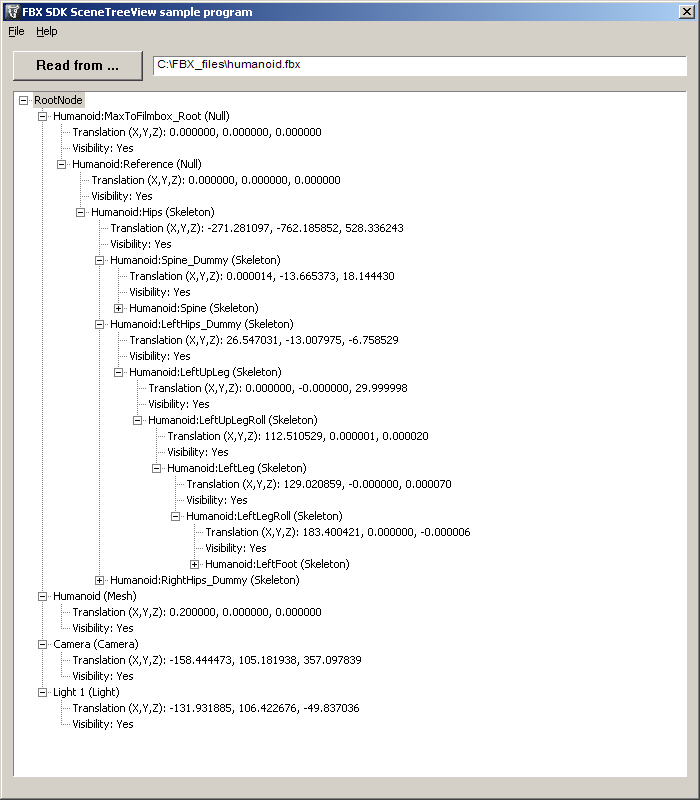 FBX SDK SceneTreeView sample program
File Help
Read from ... C:\FBX_files\humanoid.fbx
RootNode
Humanoid:MaxToFilmbox_Root (Null)
Translation (X,Y,Z): 0.000000, 0.000000, 0.000000
Visibility: Yes
Humanoid:Reference (Null)
Translation (X,Y,Z): 0.000000, 0.000000, 0.000000
Visibility: Yes
Humanoid:Hips (Skeleton)
Translation (X,Y,Z): -271.281097, -762.185852, 528.336243
Visibility: Yes
Humanoid:Spine_Dummy (Skeleton)
Translation (X,Y,Z): 0.000014, -13.665373, 18.144430
Visibility: Yes
Humanoid:Spine (Skeleton)
Humanoid:LeftHips_Dummy (Skeleton)
Translation (X,Y,Z): 26.547031, -13.007975, -6.758529
Visibility: Yes
Humanoid:LeftUpLeg (Skeleton)
Translation (X,Y,Z): 0.000000, -0.000000, 29.999998
Visibility: Yes
Humanoid:LeftUpLegRoll (Skeleton)
Translation (X,Y,Z): 112.510529, 0.000001, 0.000020
Visibility: Yes
Humanoid:LeftLeg (Skeleton)
Translation (X,Y,Z): 129.020859, -0.000000, 0.000070
Visibility: Yes
Humanoid:LeftLegRoll (Skeleton)
Translation (X,Y,Z): 183.400421, 0.000000, -0.000006
Visibility: Yes
Humanoid:LeftFoot (Skeleton)
Humanoid:RightHips_Dummy (Skeleton)
Humanoid (Mesh)
Translation (X,Y,Z): 0.200000, 0.000000, 0.000000
Visibility: Yes
Camera (Camera)
Translation (X,Y,Z): -158.444473, 105.181938, 357.097839
Visibility: Yes
Light 1 (Light)
Translation (X,Y,Z): -131.931885, 106.422676, -49.837036
Visibility: Yes